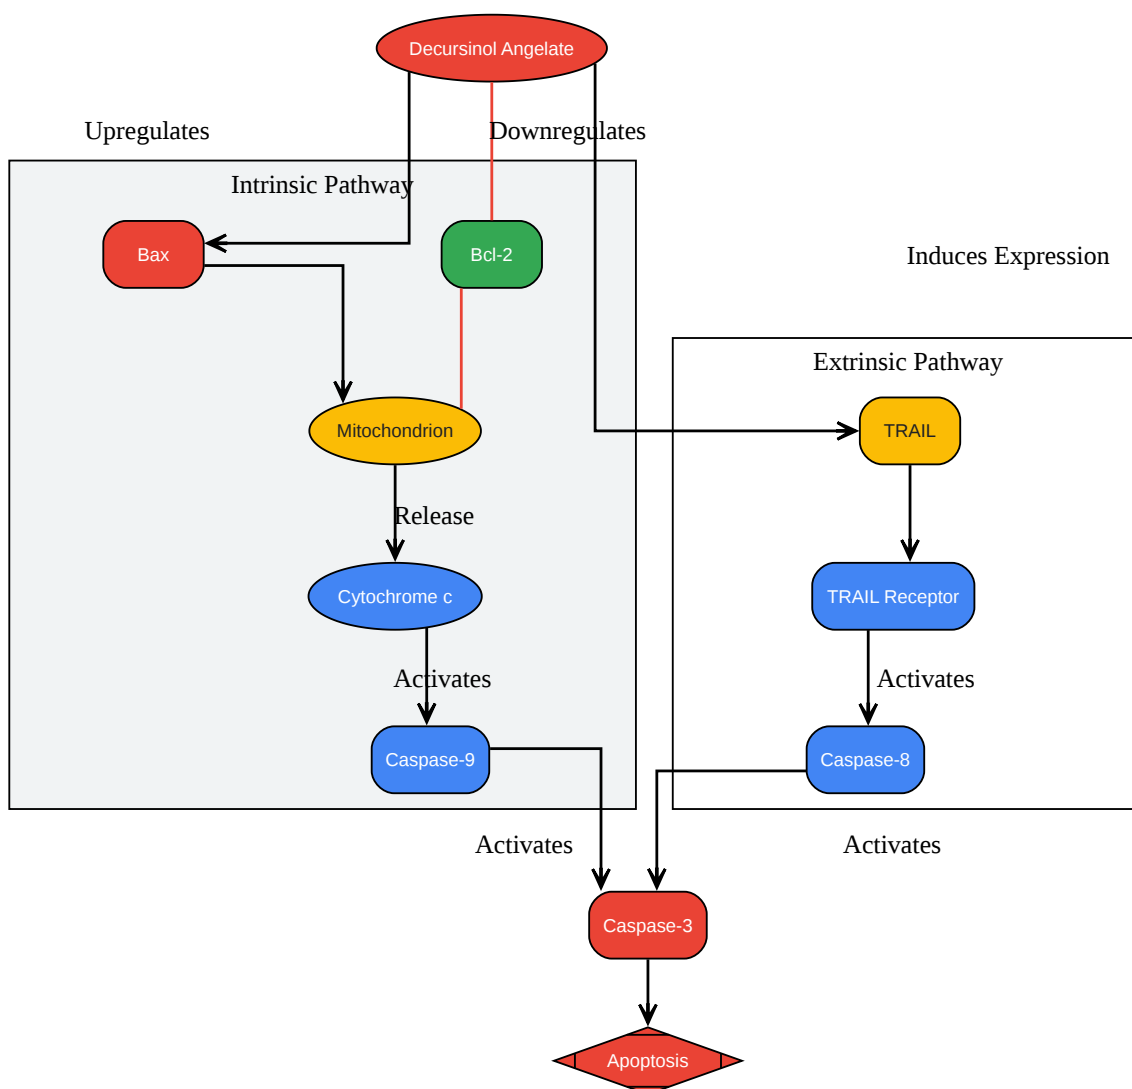 Decursinol Angelate
Upregulates
Downregulates
Intrinsic Pathway
Bax
Bcl-2
Induces Expression
Extrinsic Pathway
Mitochondrion
TRAIL
Release
Cytochrome c
TRAIL Receptor
Activates
Activates
Caspase-9
Caspase-8
Activates
Activates
Caspase-3
Apoptosis